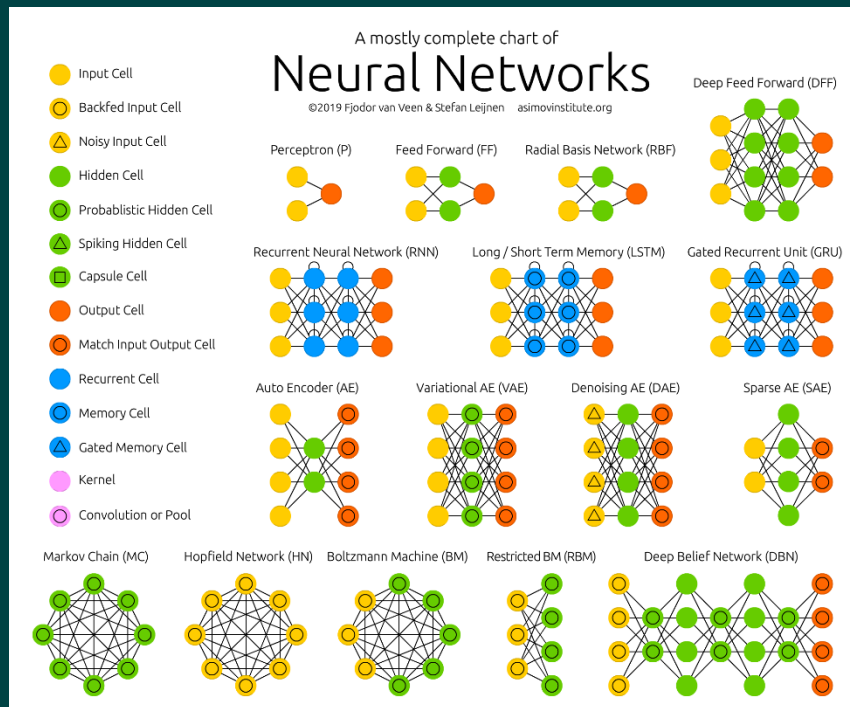 A mostly complete chart of
Neural Networks
©2019 Fjodor van Veen & Stefan Leijnen asimovinstitute.org
Input Cell
Backfed Input Cell
Noisy Input Cell
Hidden Cell
Probablistic Hidden Cell
Spiking Hidden Cell
Capsule Cell
Output Cell
Match Input Output Cell
Recurrent Cell
Memory Cell
Gated Memory Cell
Kernel
Convolution or Pool
Deep Feed Forward (DFF)
Perceptron (P)
Feed Forward (FF)
Radial Basis Network (RBF)
Recurrent Neural Network (RNN)
Long / Short Term Memory (LSTM)
Gated Recurrent Unit (GRU)
Auto Encoder (AE)
Variational AE (VAE)
Denoising AE (DAE)
Sparse AE (SAE)
Markov Chain (MC)
Hopfield Network (HN)
Boltzmann Machine (BM)
Restricted BM (RBM)
Deep Belief Network (DBN)